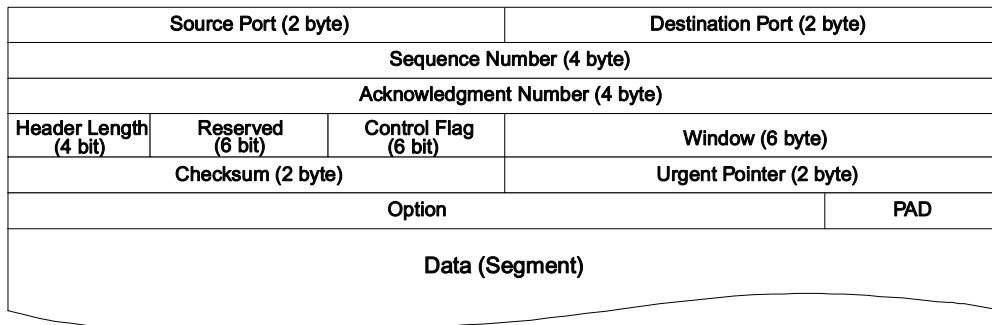 Source Port (2 byte)
Destination Port (2 byte)
Sequence Number (4 byte)
Acknowledgment Number (4 byte)
Header Length
(4 bit)
Reserved
(6 bit)
Control Flag
(6 bit)
Window (6 byte)
Checksum (2 byte)
Urgent Pointer (2 byte)
Option
PAD
Data (Segment)